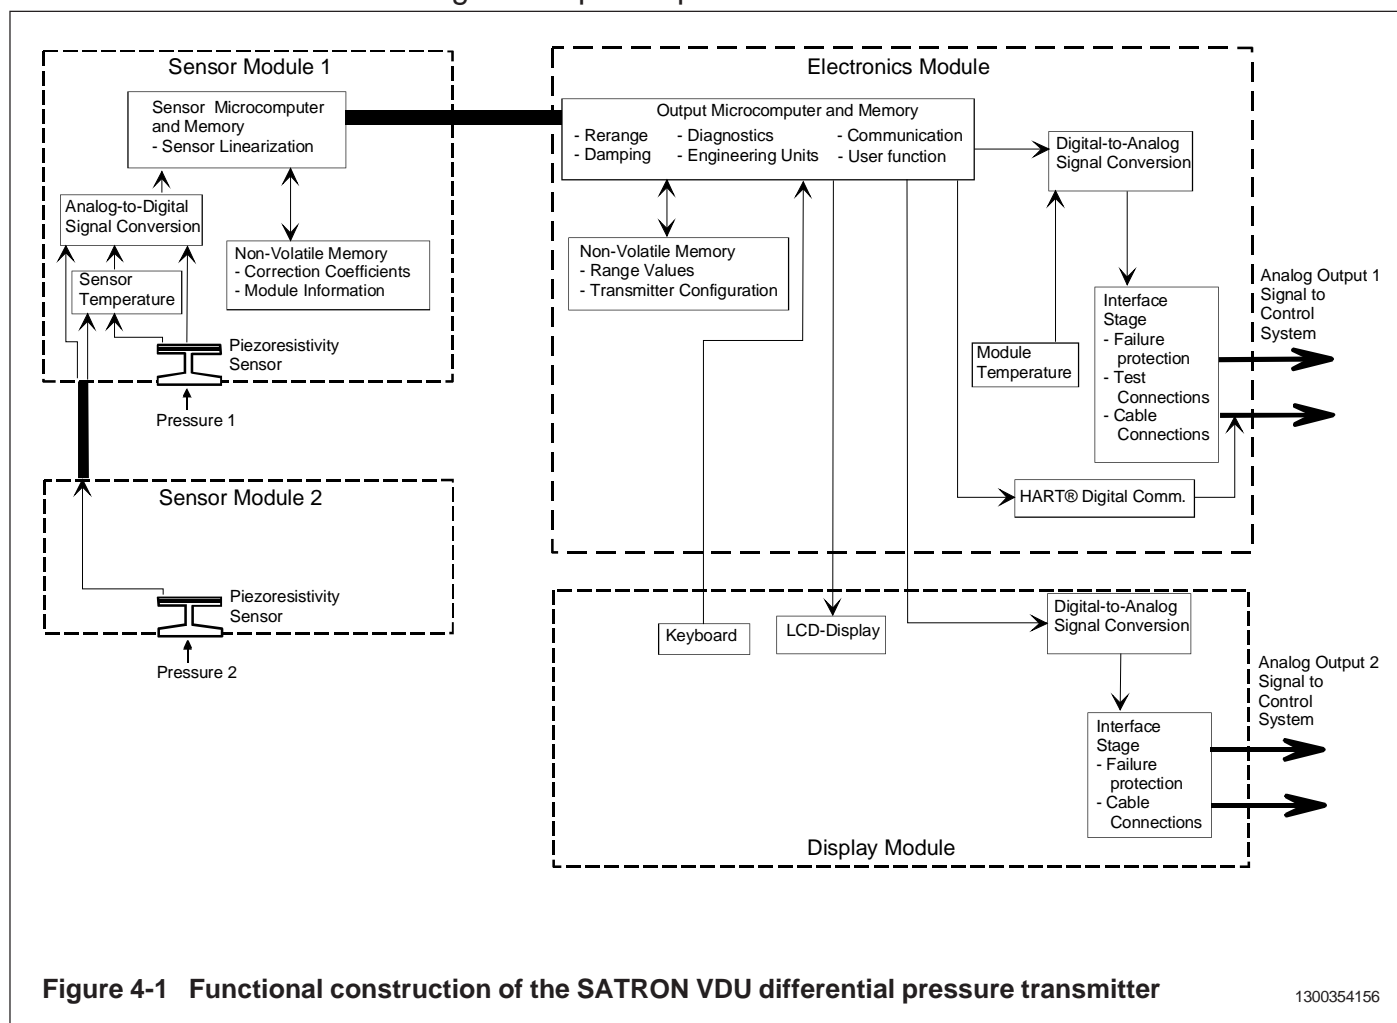 Sensor Module 1
Sensor Microcomputer
and Memory
- Sensor Linearization
Analog-to-Digital
Signal Conversion
Non-Volatile Memory
- Correction Coefficients
- Module Information
Sensor
Temperature
Piezoresistivity
Sensor
Pressure 1
Sensor Module 2
Piezoresistivity
Sensor
Pressure 2
Electronics Module
Output Microcomputer and Memory
- Rerange - Diagnostics - Communication
- Damping - Engineering Units - User function
Digital-to-Analog
Signal Conversion
Non-Volatile Memory
- Range Values
- Transmitter Configuration
Module
Temperature
Interface
Stage
- Failure
protection
- Test
Connections
- Cable
Connections
Analog Output 1
Signal to
Control
System
HART® Digital Comm.
Keyboard
LCD-Display
Digital-to-Analog
Signal Conversion
Interface
Stage
- Failure
protection
- Cable
Connections
Analog Output 2
Signal to
Control
System
Display Module
Figure 4-1 Functional construction of the SATRON VDU differential pressure transmitter
1300354156